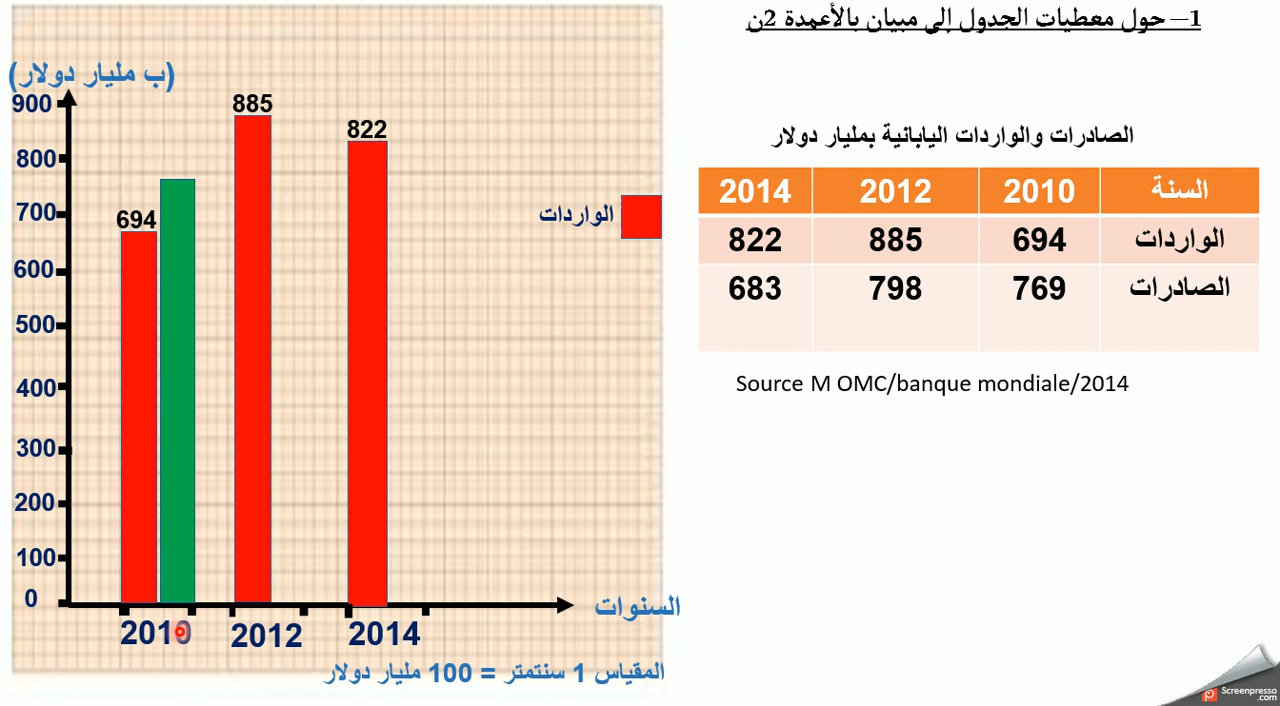 1– حول معطيات الجدول إلى مبيان بالأعمدة 2ن
الصادرات والواردات اليابانية بمليار دولار
السنة 2010 2012 2014
الواردات 694 885 822
الصادرات 769 798 683
Source M OMC/banque mondiale/2014
(ب مليار دولار)
900
800
700
600
500
400
300
200
100
0
694
885
822
الواردات
2010 2012 2014
السنوات
المقياس 1 سنتمتر = 100 مليار دولار
Screenpresso
.com